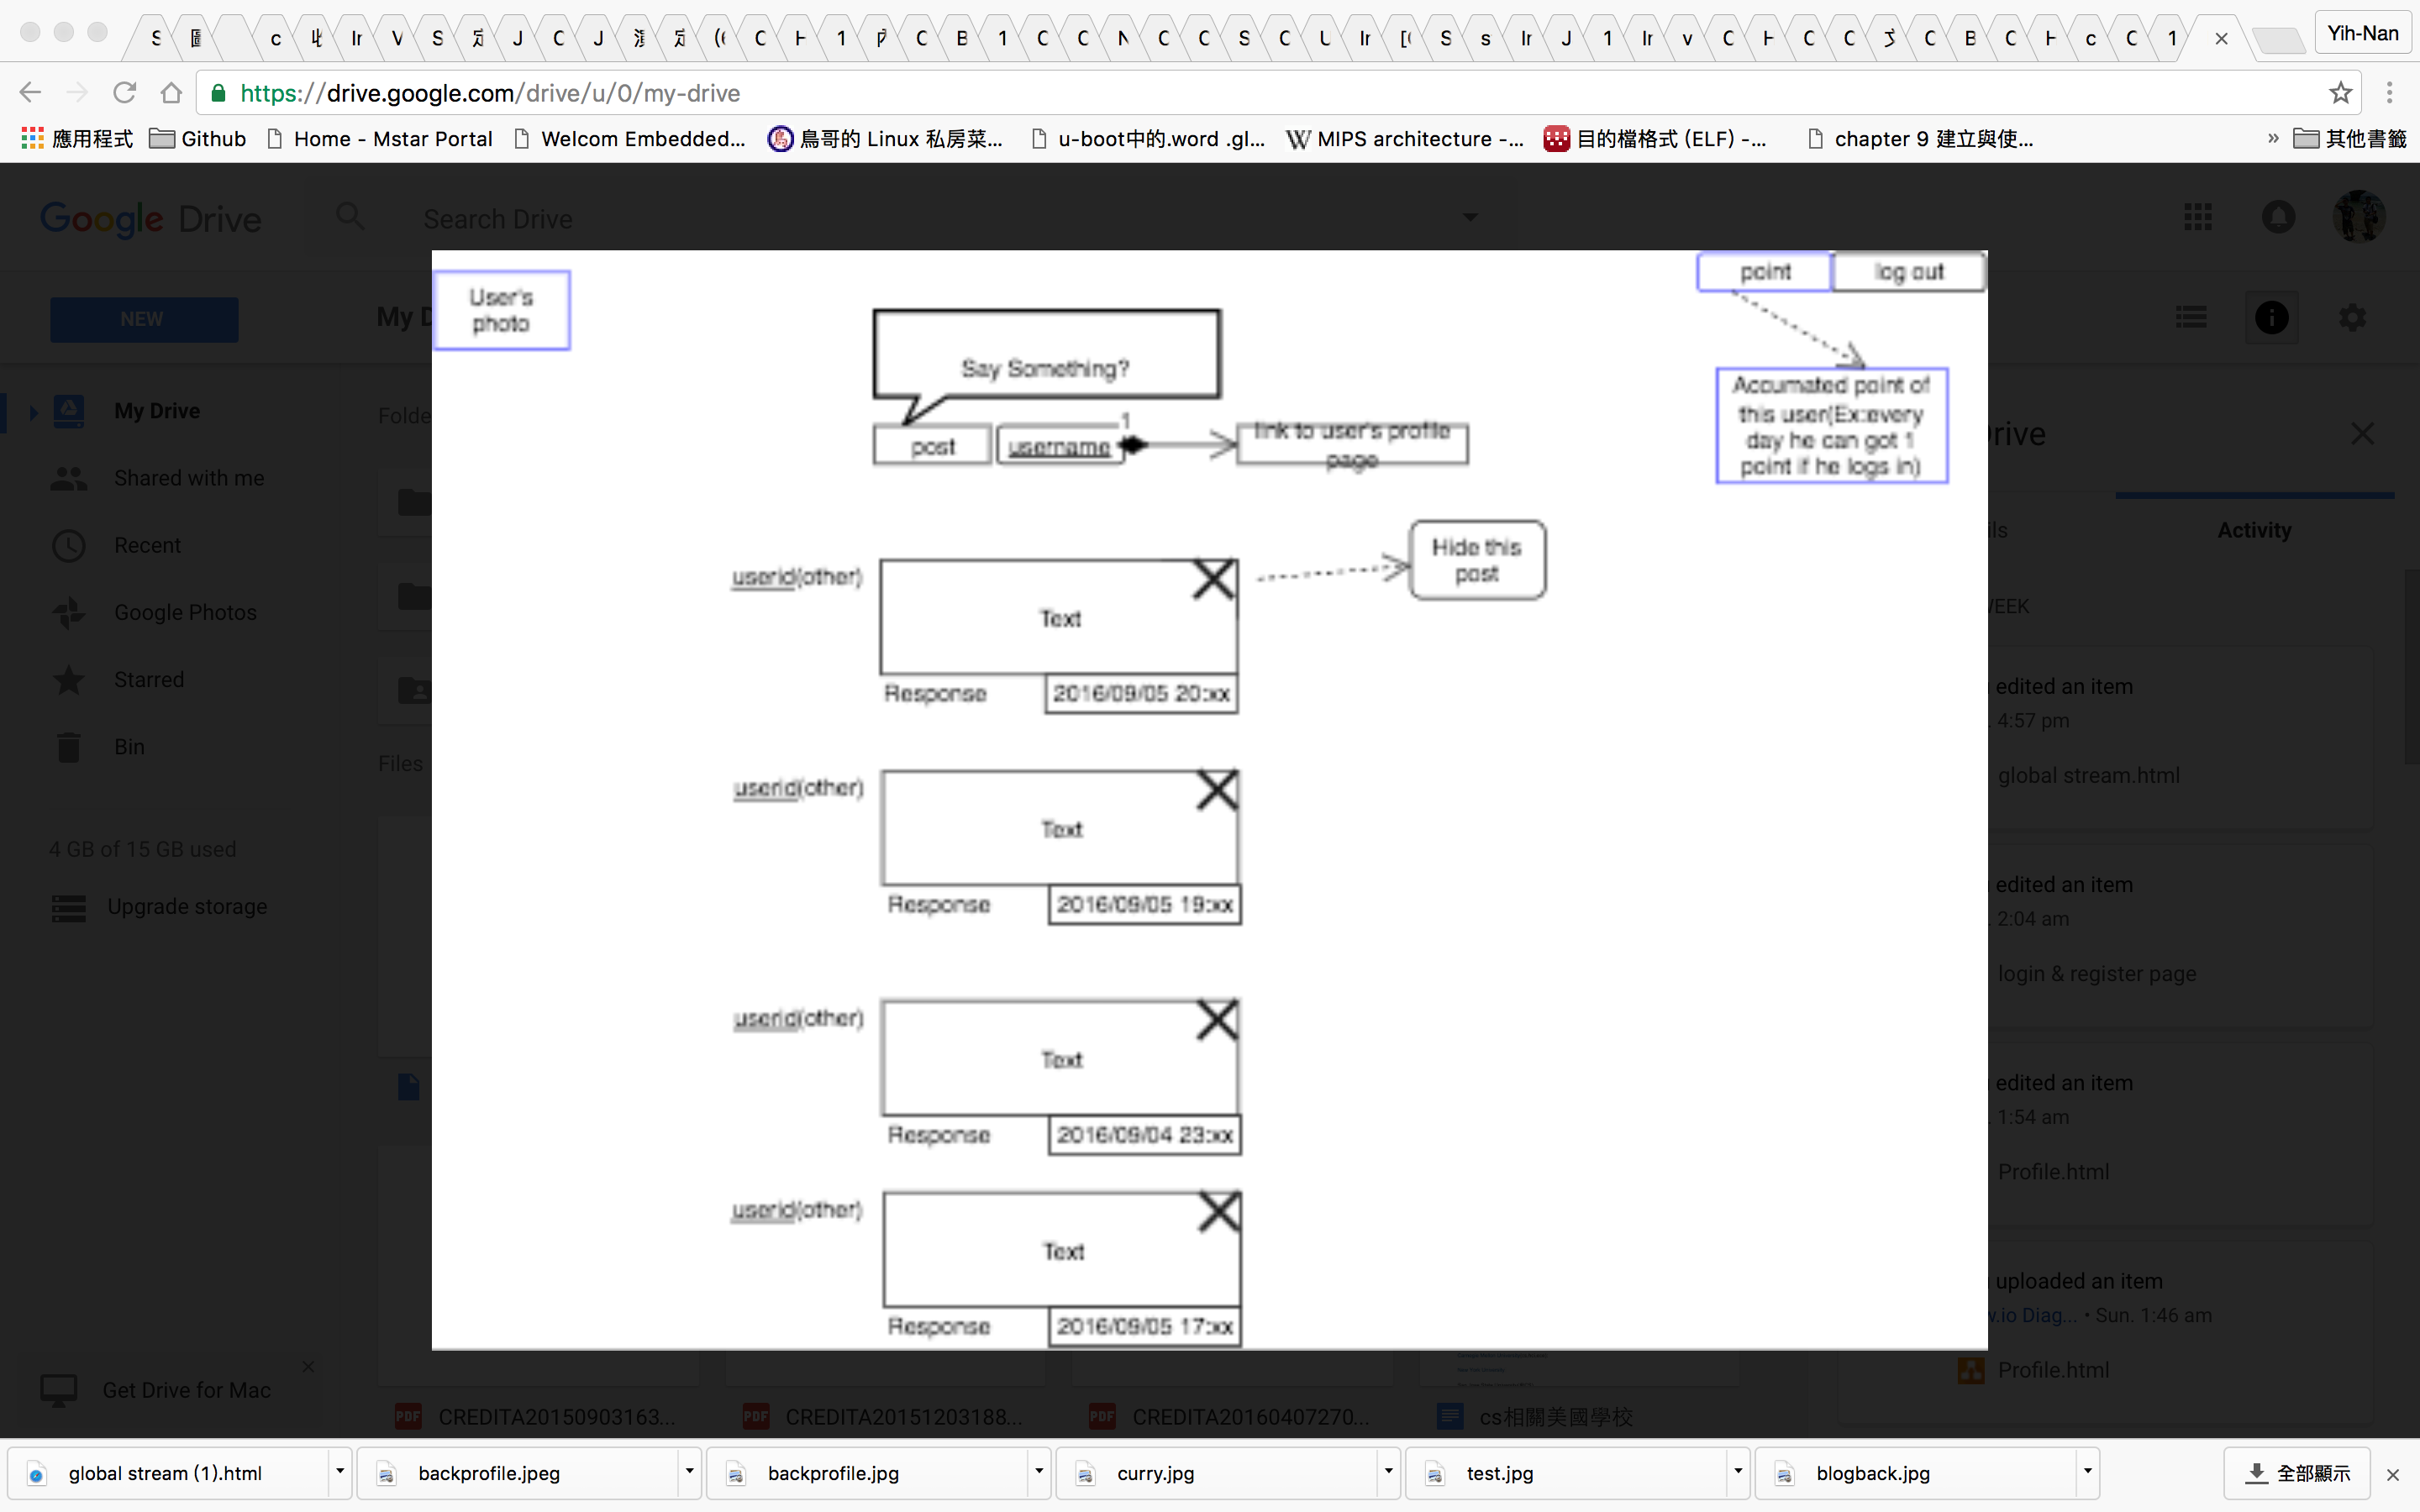 Yih-Nan
https://drive.google.com/drive/u/0/my-drive
應用程式 Github Home - Mstar Portal Welcom Embedded... 鳥哥的 Linux 私房菜... u-boot中的.word .gl... MIPS architecture -... 目的檔格式 (ELF) -... chapter 9 建立與使... » 其他書籤
Google Drive Search Drive
NEW
My D
My Drive
Shared with me
Recent
Google Photos
Starred
Bin
4 GB of 15 GB used
Upgrade storage
Get Drive for Mac
Folde
Files
User's
photo
point log out
Say Something?
Accumated point of
this user(Ex:every
day he can got 1
point if he logs in)
post username 1 link to user's profile
page
Hide this
post
userid(other)
Text
Response 2016/09/05 20:xx
userid(other)
Text
Response 2016/09/05 19:xx
userid(other)
Text
Response 2016/09/04 23:xx
userid(other)
Text
Response 2016/09/05 17:xx
rive
ils Activity
EEK
edited an item
. 4:57 pm
global stream.html
edited an item
. 2:04 am
login & register page
edited an item
. 1:54 am
Profile.html
uploaded an item
w.io Diag... • Sun. 1:46 am
Profile.html
PDF CREDITA20150903163... PDF CREDITA20151203188... PDF CREDITA20160407270... cs相關美國學校
global stream (1).html backprofile.jpeg backprofile.jpg curry.jpg test.jpg blogback.jpg 全部顯示